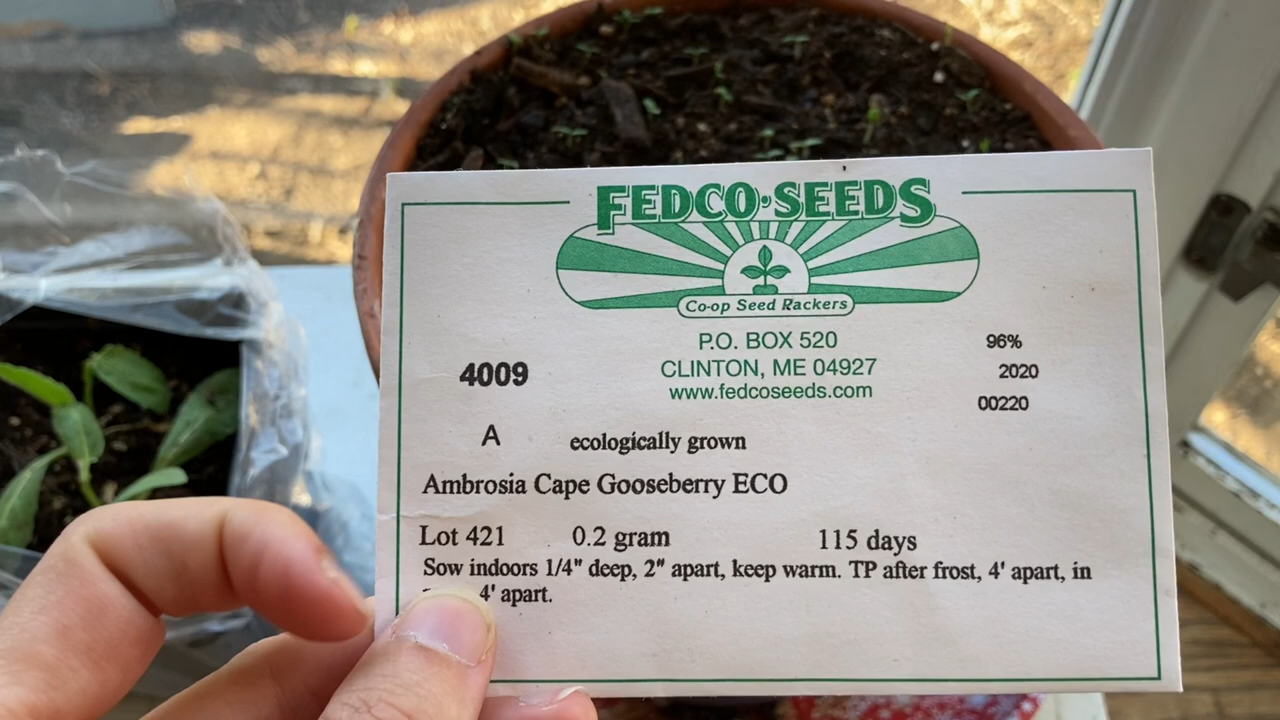 FEDCO·SEEDS
Co-op Seed Rackers
P.O. BOX 520
CLINTON, ME 04927
www.fedcoseeds.com
96%
2020
00220
4009
A ecologically grown
Ambrosia Cape Gooseberry ECO
Lot 421 0.2 gram 115 days
Sow indoors 1/4" deep, 2" apart, keep warm. TP after frost, 4' apart, in
4' apart.